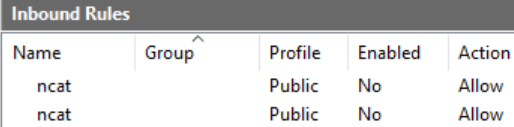 Inbound Rules
Name Group Profile Enabled Action
ncat Public No Allow
ncat Public No Allow